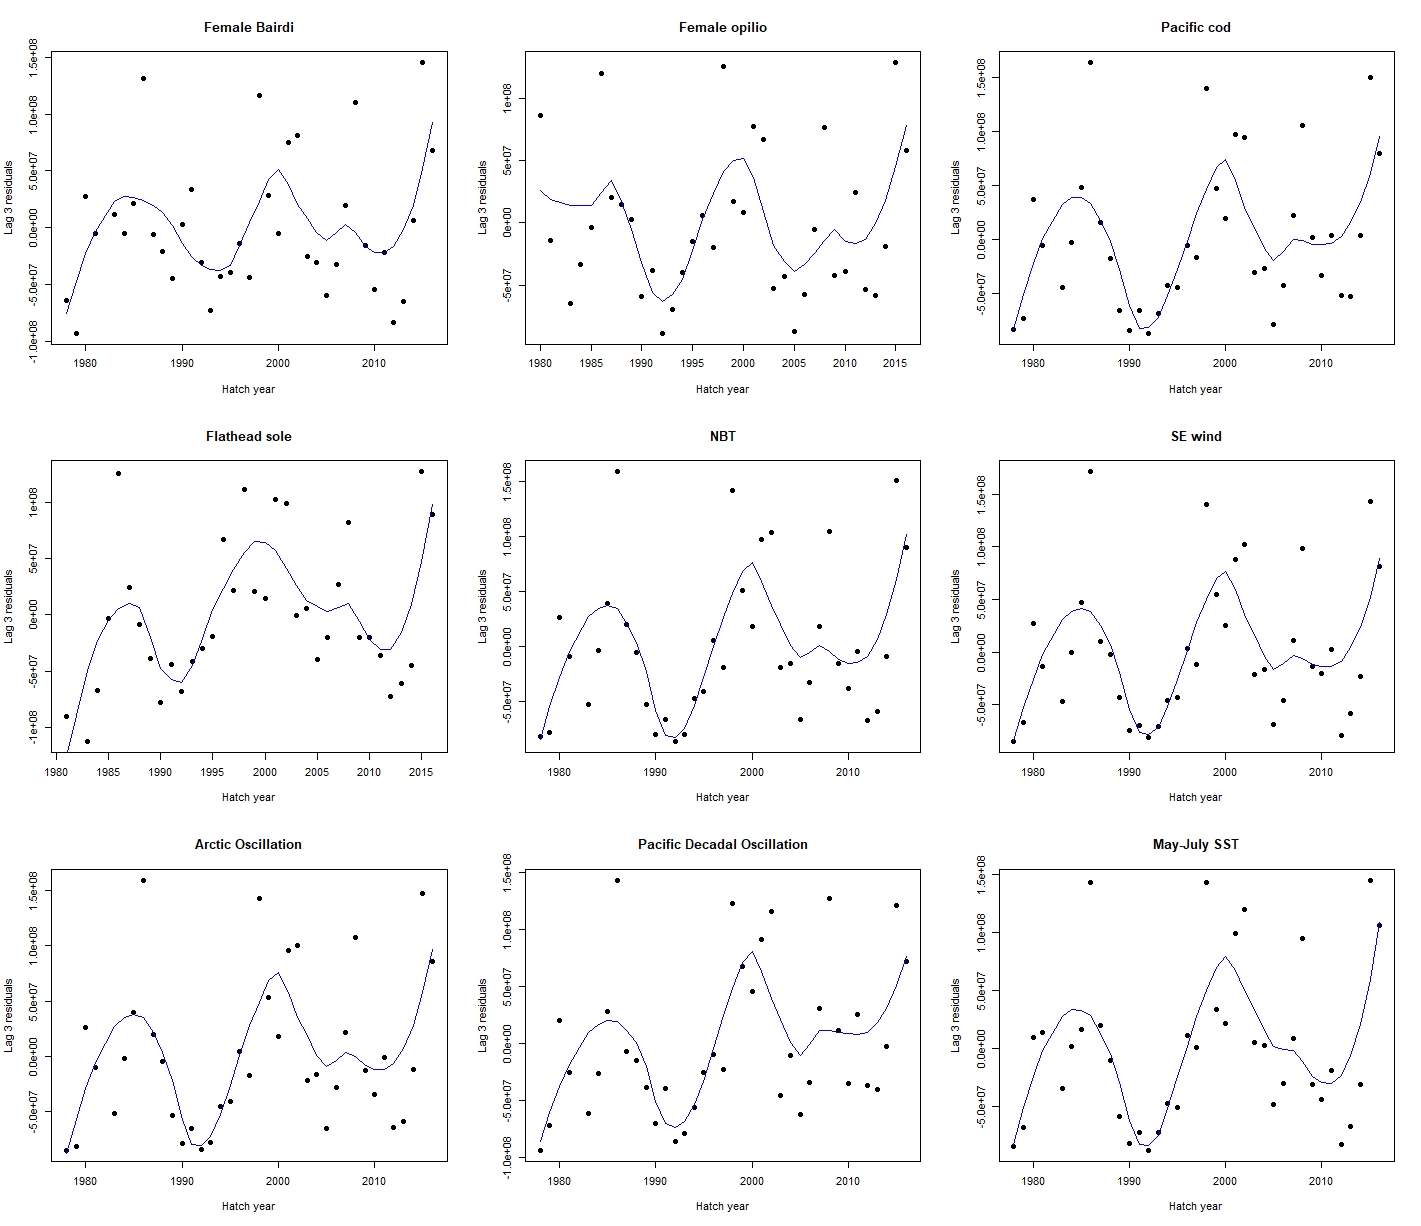 Female Bairdi
Lag 3 residuals
-1.0e+08 -5.0e+07 0.0e+00 5.0e+07 1.0e+08 1.5e+08
1980 1990 2000 2010
Hatch year
Female opilio
Lag 3 residuals
-5e+07 0e+00 5e+07 1e+08
1980 1985 1990 1995 2000 2005 2010 2015
Hatch year
Pacific cod
Lag 3 residuals
-5.0e+07 0.0e+00 5.0e+07 1.0e+08 1.5e+08
1980 1990 2000 2010
Hatch year
Flathead sole
Lag 3 residuals
-1e+08 -5e+07 0e+00 5e+07 1e+08
1980 1985 1990 1995 2000 2005 2010 2015
Hatch year
NBT
Lag 3 residuals
-5.0e+07 0.0e+00 5.0e+07 1.0e+08 1.5e+08
1980 1990 2000 2010
Hatch year
SE wind
Lag 3 residuals
-5.0e+07 0.0e+00 5.0e+07 1.0e+08 1.5e+08
1980 1990 2000 2010
Hatch year
Arctic Oscillation
Lag 3 residuals
-5.0e+07 0.0e+00 5.0e+07 1.0e+08 1.5e+08
1980 1990 2000 2010
Hatch year
Pacific Decadal Oscillation
Lag 3 residuals
-1.0e+08 -5.0e+07 0.0e+00 5.0e+07 1.0e+08 1.5e+08
1980 1990 2000 2010
Hatch year
May-July SST
Lag 3 residuals
-5.0e+07 0.0e+00 5.0e+07 1.0e+08 1.5e+08
1980 1990 2000 2010
Hatch year